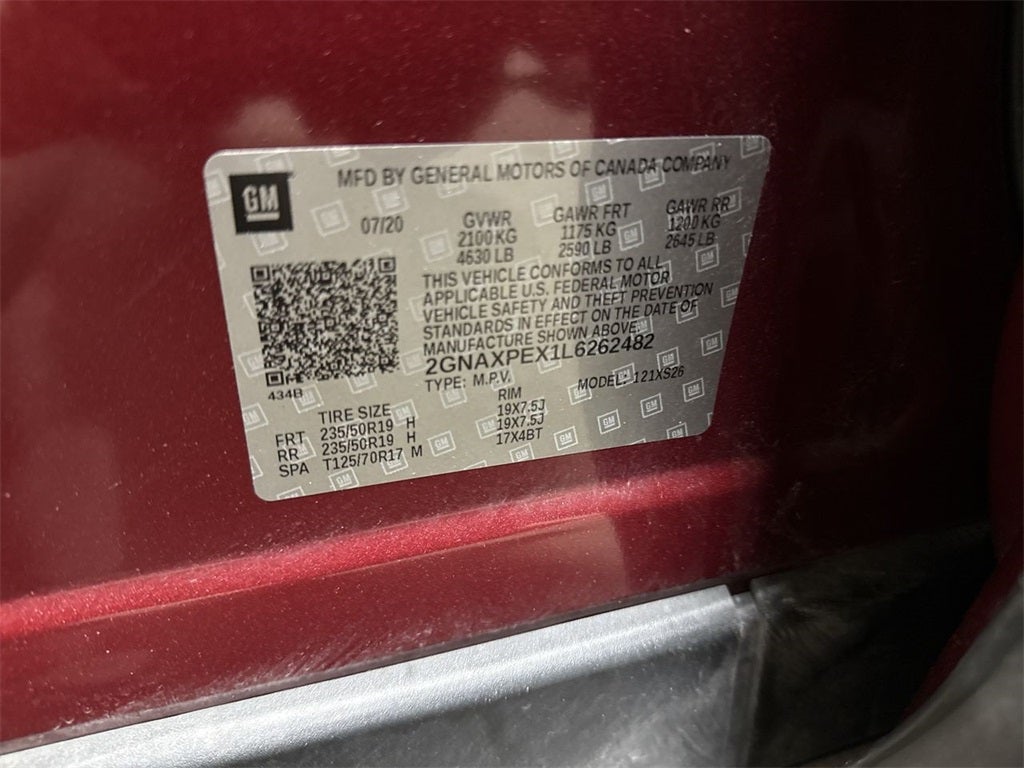 GM
MFD BY GENERAL MOTORS OF CANADA COMPANY
07/20
GVWR GAWR FRT GAWR RR
2100 KG 1175 KG 1200 KG
4630 LB 2590 LB 2645 LB
THIS VEHICLE CONFORMS TO ALL
APPLICABLE U.S. FEDERAL MOTOR
VEHICLE SAFETY AND THEFT PREVENTION
STANDARDS IN EFFECT ON THE DATE OF
MANUFACTURE SHOWN ABOVE.
2GNAXPEX1L6262482
TYPE: M.P.V. MODEL: 121XS26
434B
TIRE SIZE RIM
FRT 235/50R19 H 19X7.5J
RR 235/50R19 H 19X7.5J
SPA T125/70R17 M 17X4BT